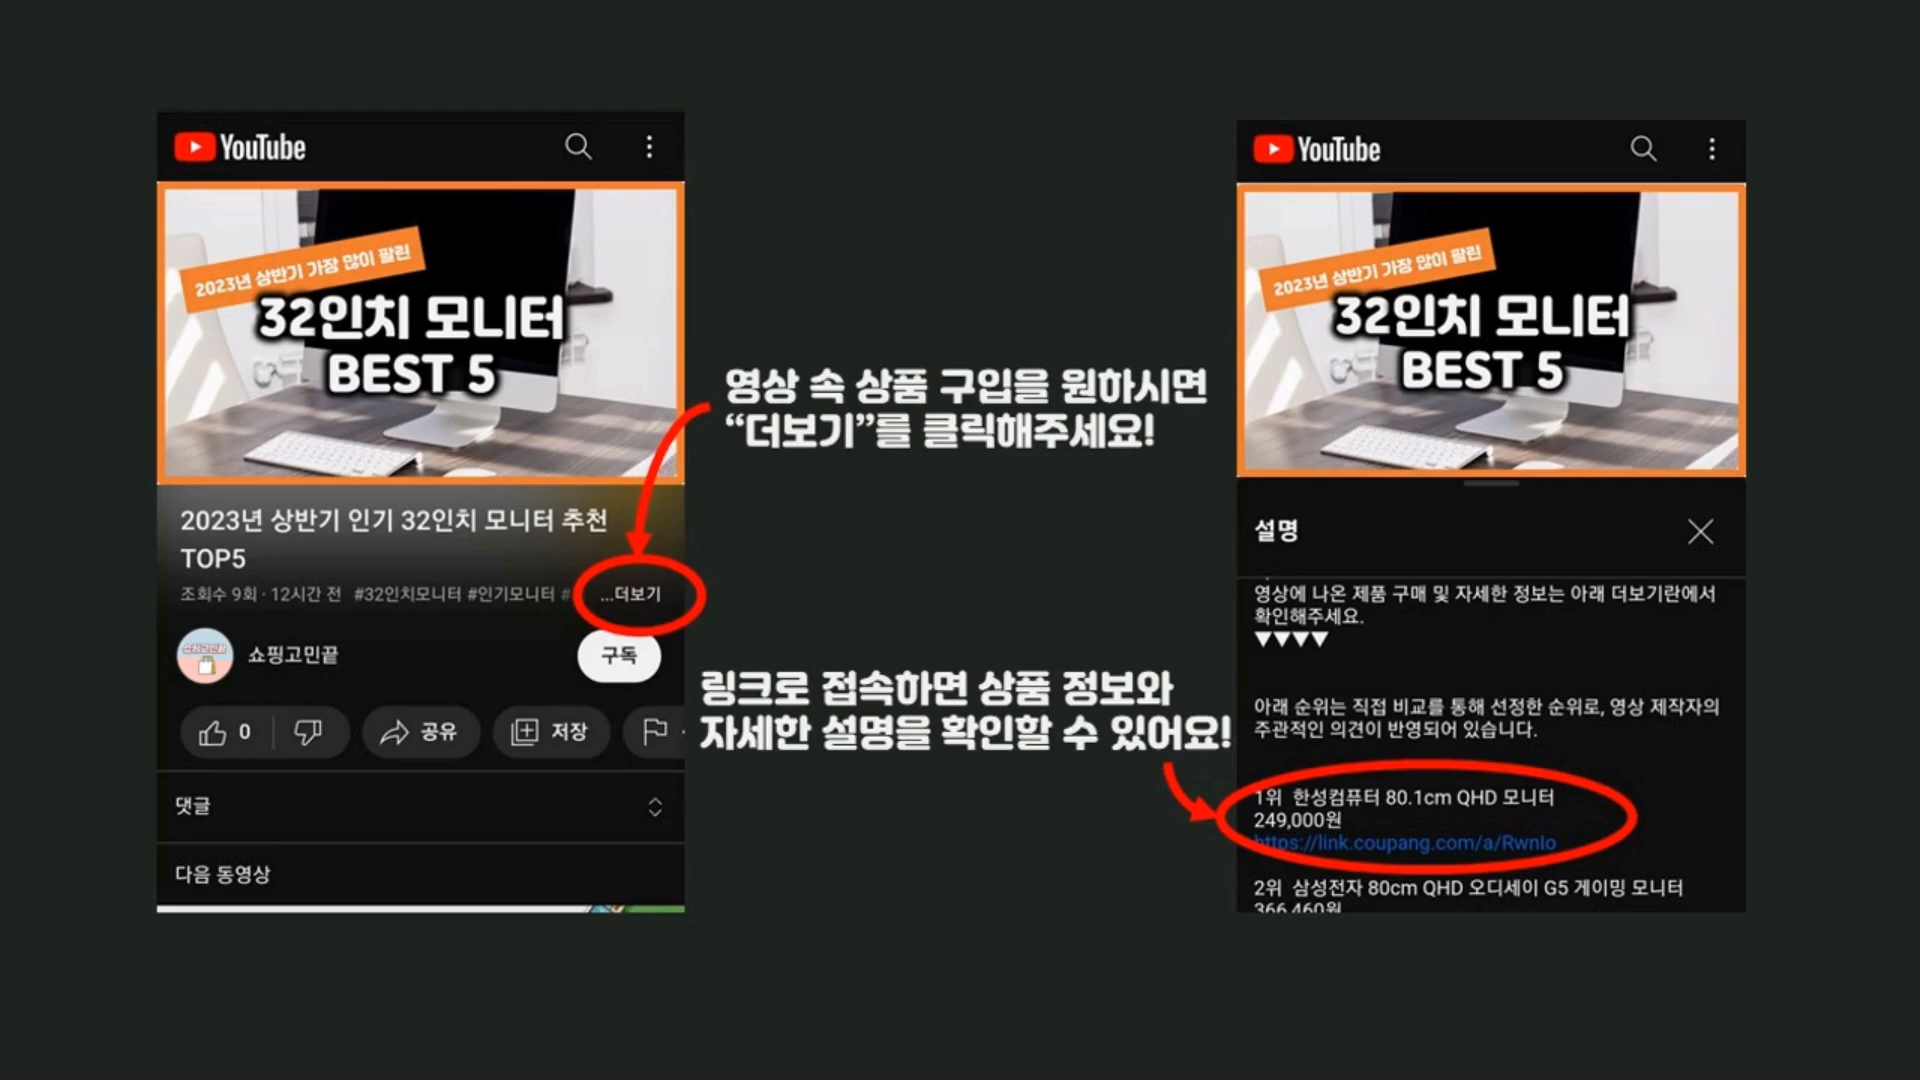 YouTube
2023년 상반기 가장 많이 팔린
32인치 모니터
BEST 5
2023년 상반기 인기 32인치 모니터 추천
TOP5
조회수 9회 · 12시간 전 #32인치모니터 #인기모니터 # ...더보기
쇼핑고민끝
쇼핑고민끝
구독
0
공유
저장
댓글
다음 동영상
영상 속 상품 구입을 원하시면
“더보기”를 클릭해주세요!
링크로 접속하면 상품 정보와
자세한 설명을 확인할 수 있어요!
YouTube
2023년 상반기 가장 많이 팔린
32인치 모니터
BEST 5
설명
영상에 나온 제품 구매 및 자세한 정보는 아래 더보기란에서
확인해주세요.
▼▼▼▼
아래 순위는 직접 비교를 통해 선정한 순위로, 영상 제작자의
주관적인 의견이 반영되어 있습니다.
1위 한성컴퓨터 80.1cm QHD 모니터
249,000원
https://link.coupang.com/a/RwnIo
2위 삼성전자 80cm QHD 오디세이 G5 게이밍 모니터
366,460원